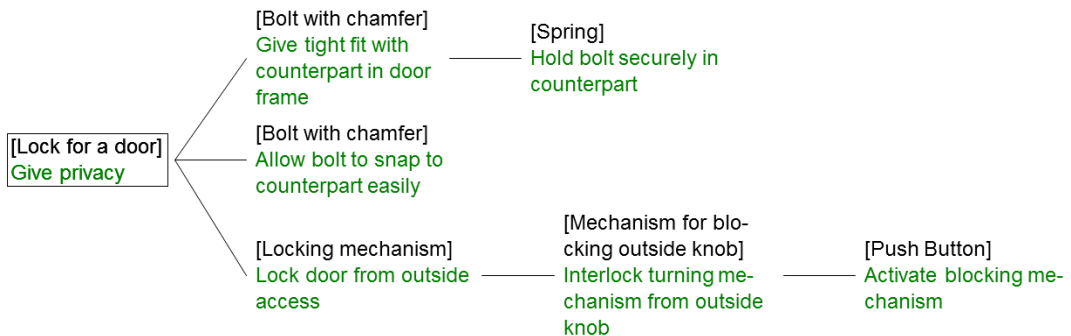 [Bolt with chamfer]
Give tight fit with
counterpart in door
frame
[Spring]
Hold bolt securely in
counterpart
[Lock for a door]
Give privacy
[Bolt with chamfer]
Allow bolt to snap to
counterpart easily
[Locking mechanism]
Lock door from outside
access
[Mechanism for blo-
cking outside knob]
Interlock turning me-
chanism from outside
knob
[Push Button]
Activate blocking me-
chanism